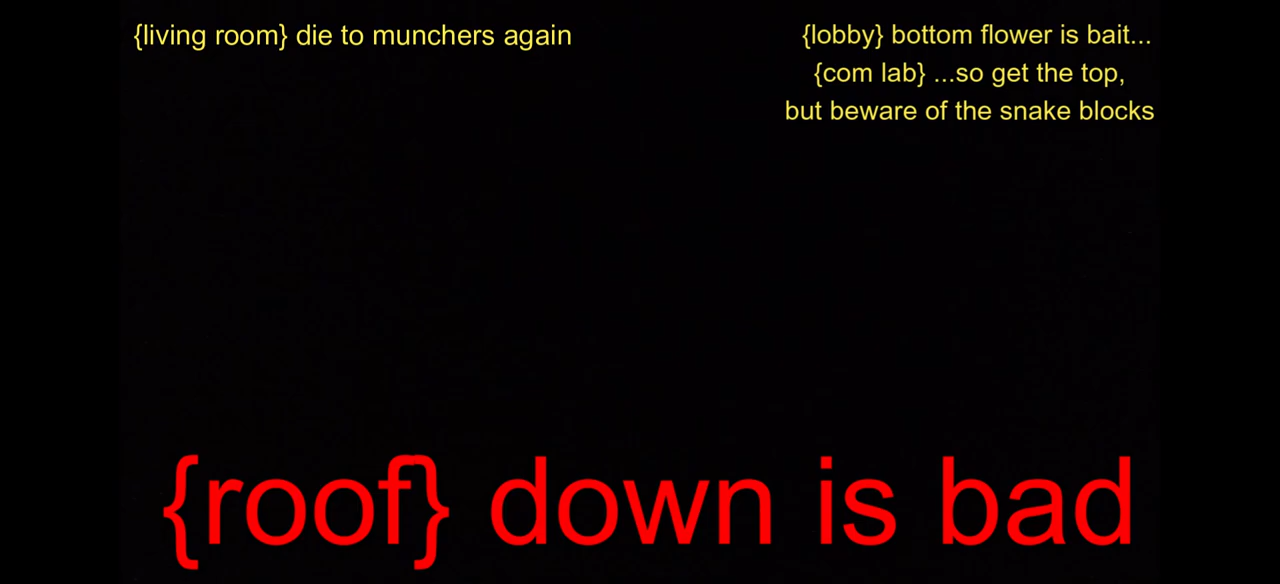 {living room} die to munchers again
{lobby} bottom flower is bait...
{com lab} ...so get the top,
but beware of the snake blocks
{roof} down is bad